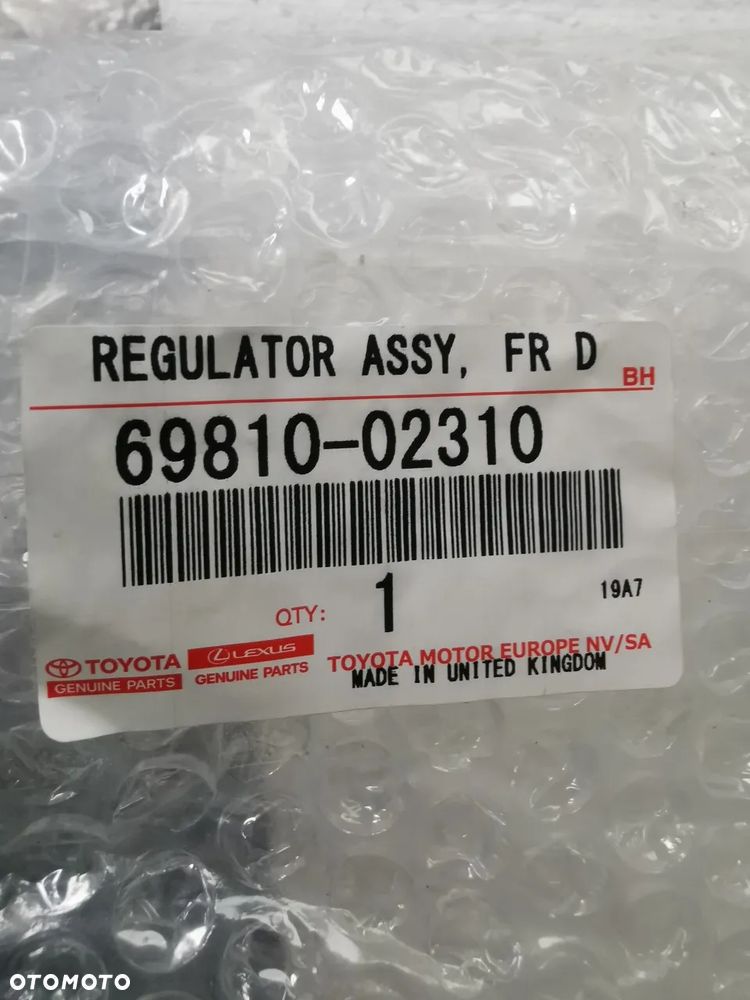 REGULATOR ASSY, FR D
BH
69810-02310
QTY: 1
19A7
TOYOTA
GENUINE PARTS
LEXUS
GENUINE PARTS
TOYOTA MOTOR EUROPE NV/SA
MADE IN UNITED KINGDOM
OTOMOTO